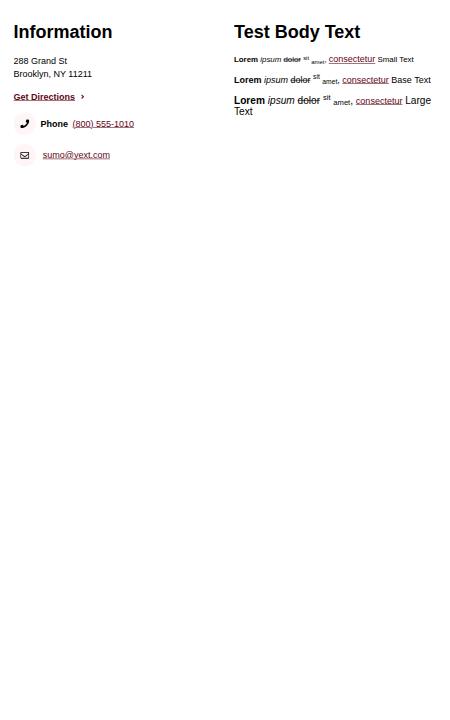 Information
288 Grand St
Brooklyn, NY 11211
Get Directions
Phone (800) 555-1010
sumo@yext.com
Test Body Text
Lorem ipsum dolor sit amet, consectetur Small Text
Lorem ipsum dolor sit amet, consectetur Base Text
Lorem ipsum dolor sit amet, consectetur Large
Text